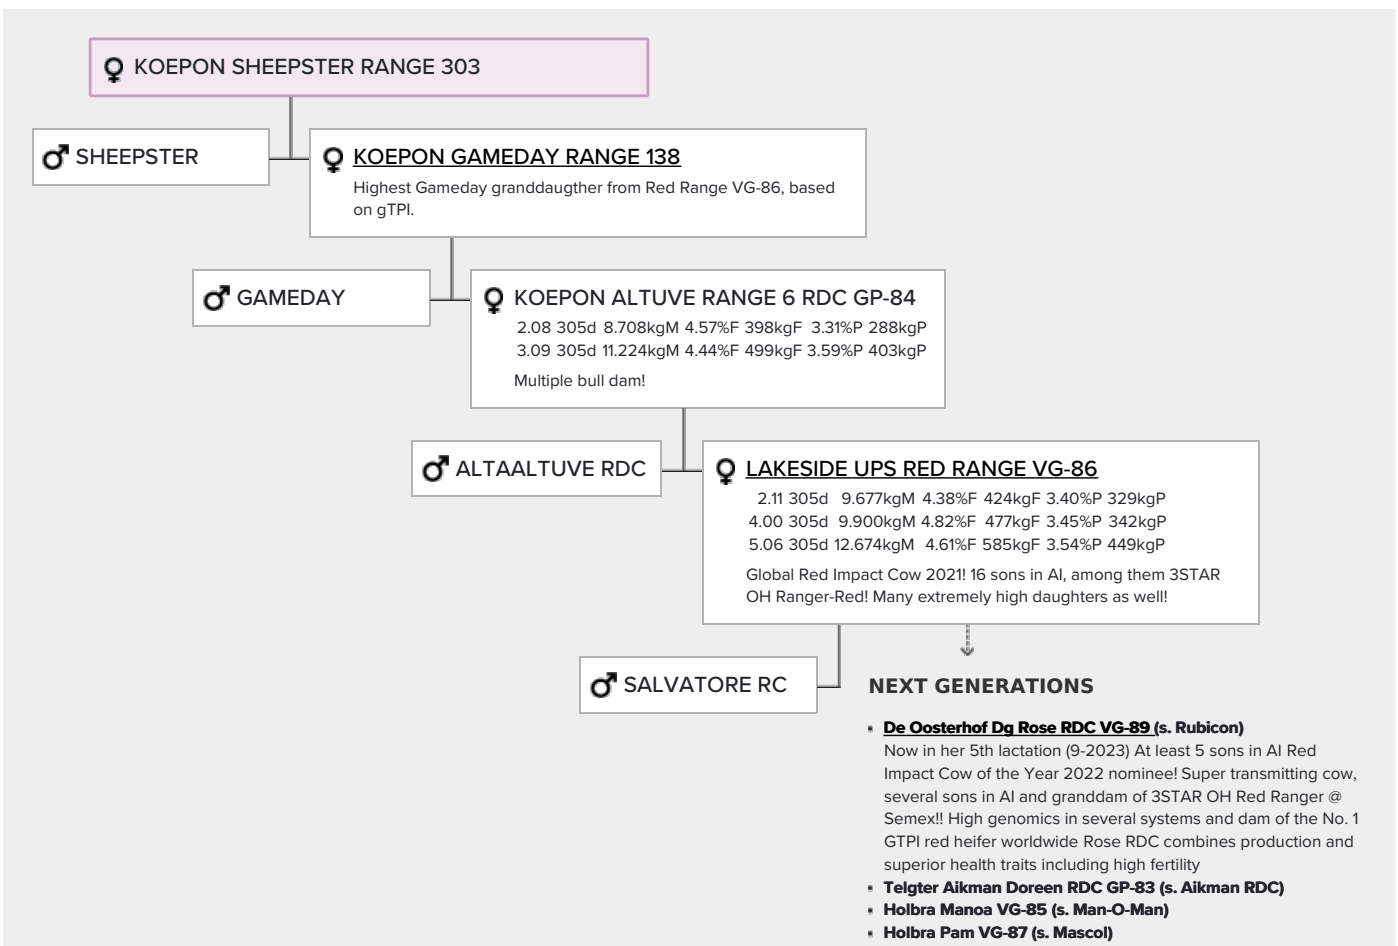 KOEPON SHEEPSTER RANGE 303
SHEEPSTER
KOEPON GAMEDAY RANGE 138
Highest Gameday granddaugther from Red Range VG-86, based
on gTPI.
GAMEDAY
KOEPON ALTUVE RANGE 6 RDC GP-84
2.08 305d 8.708kgM 4.57%F 398kgF 3.31%P 288kgP
3.09 305d 11.224kgM 4.44%F 499kgF 3.59%P 403kgP
Multiple bull dam!
ALTAALTUVE RDC
LAKESIDE UPS RED RANGE VG-86
2.11 305d 9.677kgM 4.38%F 424kgF 3.40%P 329kgP
4.00 305d 9.900kgM 4.82%F 477kgF 3.45%P 342kgP
5.06 305d 12.674kgM 4.61%F 585kgF 3.54%P 449kgP
Global Red Impact Cow 2021! 16 sons in AI, among them 3STAR
OH Ranger-Red! Many extremely high daughters as well!
SALVATORE RC
NEXT GENERATIONS
De Oosterhof Dg Rose RDC VG-89 (s. Rubicon)
Now in her 5th lactation (9-2023) At least 5 sons in AI Red
Impact Cow of the Year 2022 nominee! Super transmitting cow,
several sons in AI and granddam of 3STAR OH Red Ranger @
Semex!! High genomics in several systems and dam of the No. 1
GTPI red heifer worldwide Rose RDC combines production and
superior health traits including high fertility
Telgter Aikman Doreen RDC GP-83 (s. Aikman RDC)
Holbra Manoa VG-85 (s. Man-O-Man)
Holbra Pam VG-87 (s. Mascol)